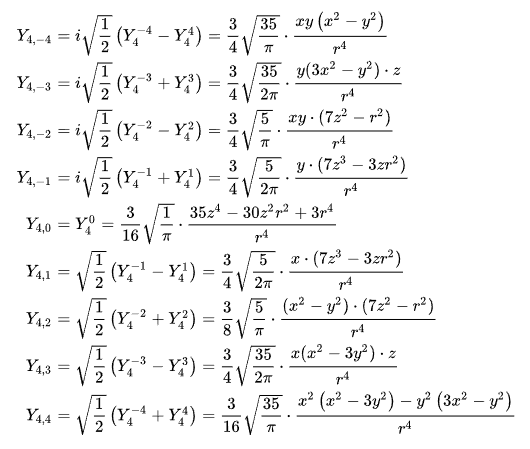 Y_{4,-4} = i\sqrt{\frac{1}{2}} \left( Y_4^{-4} - Y_4^4 \right) = \frac{3}{4} \sqrt{\frac{35}{\pi}} \cdot \frac{xy \left( x^2 - y^2 \right)}{r^4}
Y_{4,-3} = i\sqrt{\frac{1}{2}} \left( Y_4^{-3} + Y_4^3 \right) = \frac{3}{4} \sqrt{\frac{35}{2\pi}} \cdot \frac{y(3x^2 - y^2) \cdot z}{r^4}
Y_{4,-2} = i\sqrt{\frac{1}{2}} \left( Y_4^{-2} - Y_4^2 \right) = \frac{3}{4} \sqrt{\frac{5}{\pi}} \cdot \frac{xy \cdot (7z^2 - r^2)}{r^4}
Y_{4,-1} = i\sqrt{\frac{1}{2}} \left( Y_4^{-1} + Y_4^1 \right) = \frac{3}{4} \sqrt{\frac{5}{2\pi}} \cdot \frac{y \cdot (7z^3 - 3zr^2)}{r^4}
Y_{4,0} = Y_4^0 = \frac{3}{16} \sqrt{\frac{1}{\pi}} \cdot \frac{35z^4 - 30z^2r^2 + 3r^4}{r^4}
Y_{4,1} = \sqrt{\frac{1}{2}} \left( Y_4^{-1} - Y_4^1 \right) = \frac{3}{4} \sqrt{\frac{5}{2\pi}} \cdot \frac{x \cdot (7z^3 - 3zr^2)}{r^4}
Y_{4,2} = \sqrt{\frac{1}{2}} \left( Y_4^{-2} + Y_4^2 \right) = \frac{3}{8} \sqrt{\frac{5}{\pi}} \cdot \frac{(x^2 - y^2) \cdot (7z^2 - r^2)}{r^4}
Y_{4,3} = \sqrt{\frac{1}{2}} \left( Y_4^{-3} - Y_4^3 \right) = \frac{3}{4} \sqrt{\frac{35}{2\pi}} \cdot \frac{x(x^2 - 3y^2) \cdot z}{r^4}
Y_{4,4} = \sqrt{\frac{1}{2}} \left( Y_4^{-4} + Y_4^4 \right) = \frac{3}{16} \sqrt{\frac{35}{\pi}} \cdot \frac{x^2 \left( x^2 - 3y^2 \right) - y^2 \left( 3x^2 - y^2 \right)}{r^4}